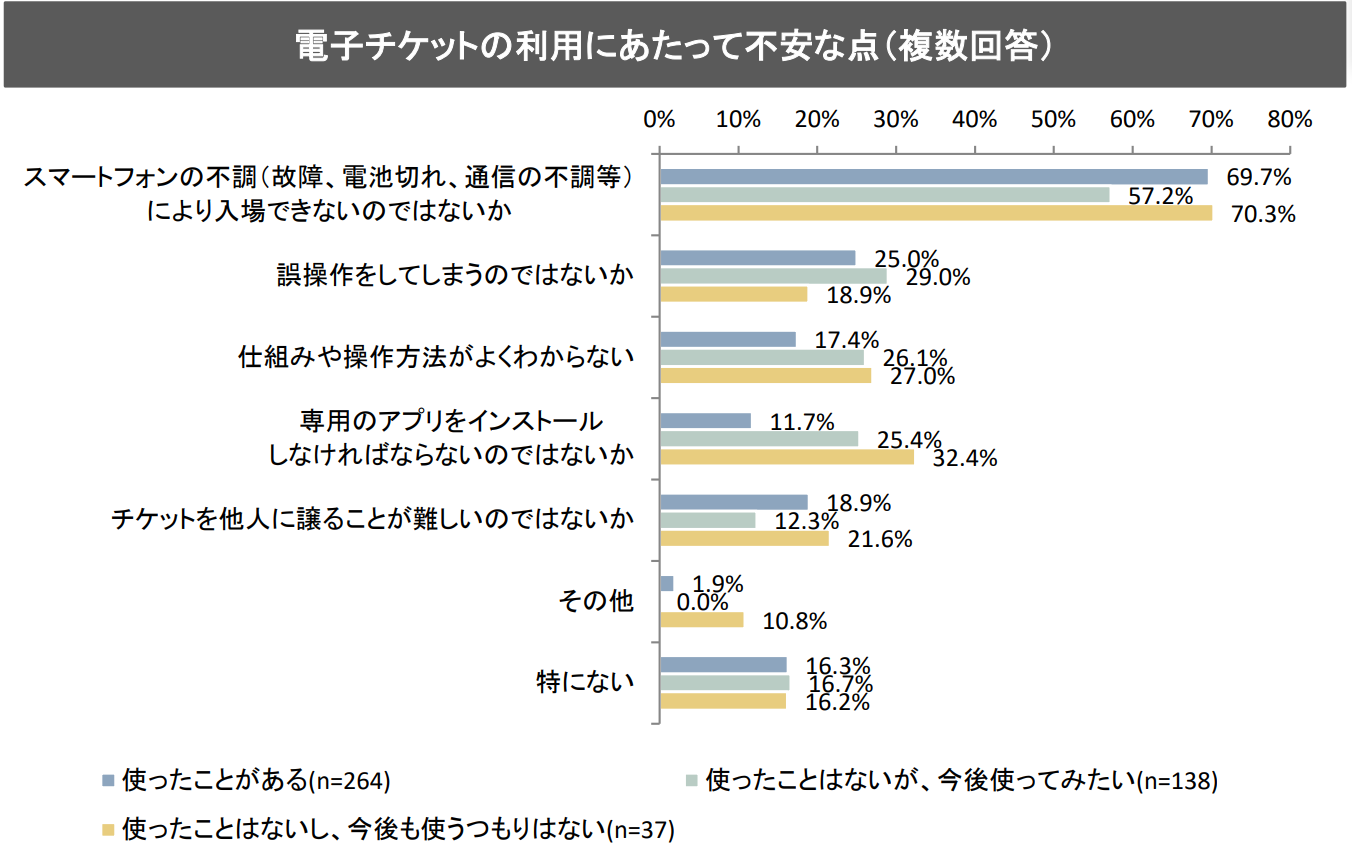 電子チケットの利用にあたって不安な点（複数回答）
0% 10% 20% 30% 40% 50% 60% 70% 80%
スマートフォンの不調（故障、電池切れ、通信の不調等）
により入場できないのではないか
69.7%
57.2%
70.3%
誤操作をしてしまうのではないか
25.0%
29.0%
18.9%
仕組みや操作方法がよくわからない
17.4%
26.1%
27.0%
専用のアプリをインストール
しなければならないのではないか
11.7%
25.4%
32.4%
チケットを他人に譲ることが難しいのではないか
18.9%
12.3%
21.6%
その他
1.9%
0.0%
10.8%
特にない
16.3%
16.7%
16.2%
使ったことがある(n=264)
使ったことはないが、今後使ってみたい(n=138)
使ったことはないし、今後も使うつもりはない(n=37)